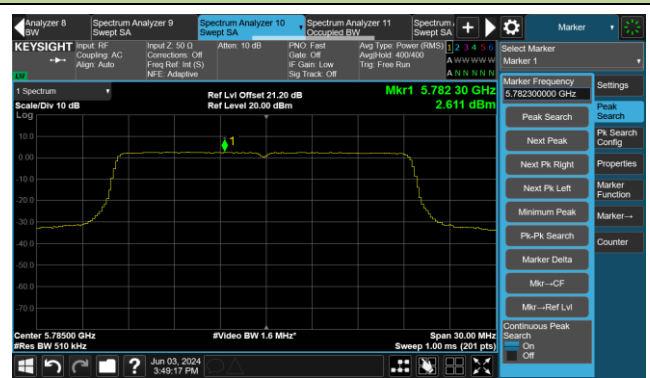 Analyzer 8
BW
Spectrum Analyzer 9
Swept SA
Spectrum Analyzer 10
Swept SA
Spectrum Analyzer 11
Occupied BW
Spectrum
Swept SA
+
Marker
KEYSIGHT
Input: RF
Coupling: AC
Align: Auto
Input Z: 50 Ω
Corrections: Off
Freq Ref: Int (S)
NFE: Adaptive
Atten: 10 dB
PNO: Fast
Gate: Off
IF Gain: Low
Sig Track: Off
Avg Type: Power (RMS)
Avg|Hold: 400/400
Trig: Free Run
1 2 3 4 5 6
A W W W W W
A N N N N N
Select Marker
Marker 1
1 Spectrum
Scale/Div 10 dB
Log
Ref Lvl Offset 21.20 dB
Ref Level 20.00 dBm
Mkr1 5.782 30 GHz
2.611 dBm
10.0
0.00
-10.0
-20.0
-30.0
-40.0
-50.0
-60.0
-70.0
1
Center 5.78500 GHz
#Res BW 510 kHz
#Video BW 1.6 MHz*
Span 30.00 MHz
Sweep 1.00 ms (201 pts)
Marker Frequency
5.782300000 GHz
Peak Search
Next Peak
Next Pk Right
Next Pk Left
Minimum Peak
Pk-Pk Search
Marker Delta
Mkr→CF
Mkr→Ref Lvl
Continuous Peak
Search
On
Off
Settings
Peak
Search
Pk Search
Config
Properties
Marker
Function
Marker→
Counter
?
Jun 03, 2024
3:49:17 PM